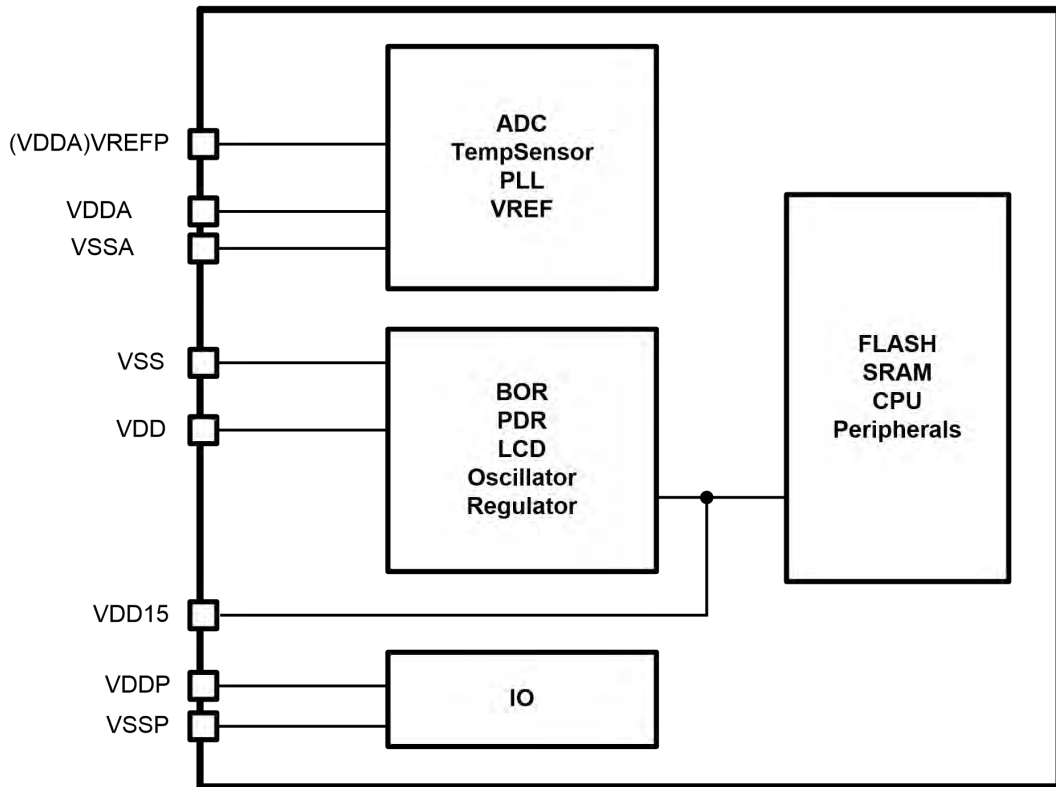 (VDDA)VREFP
VDDA
VSSA
VSS
VDD
VDD15
VDDP
VSSP
ADC
TempSensor
PLL
VREF
BOR
PDR
LCD
Oscillator
Regulator
IO
FLASH
SRAM
CPU
Peripherals